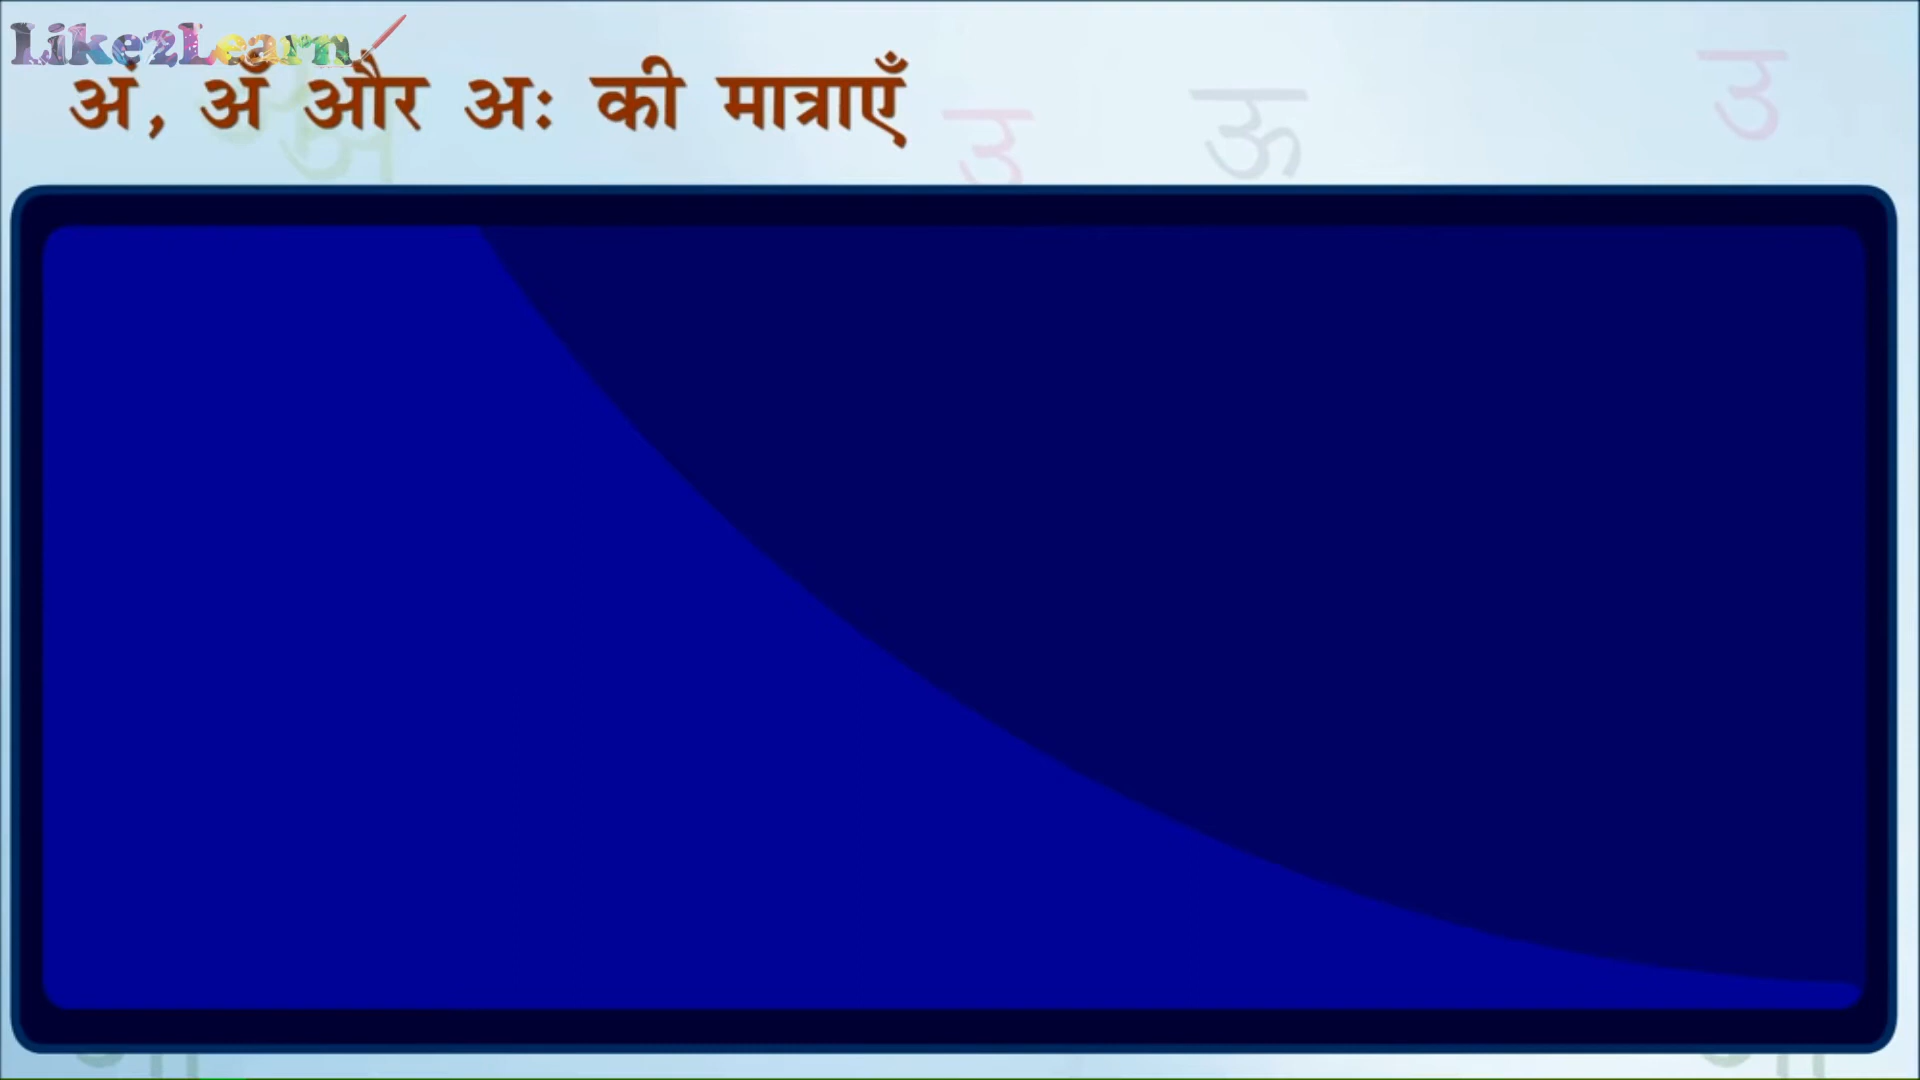 Like2Learn
अं, अँ और अः की मात्राएँ
उ
ऊ
उ